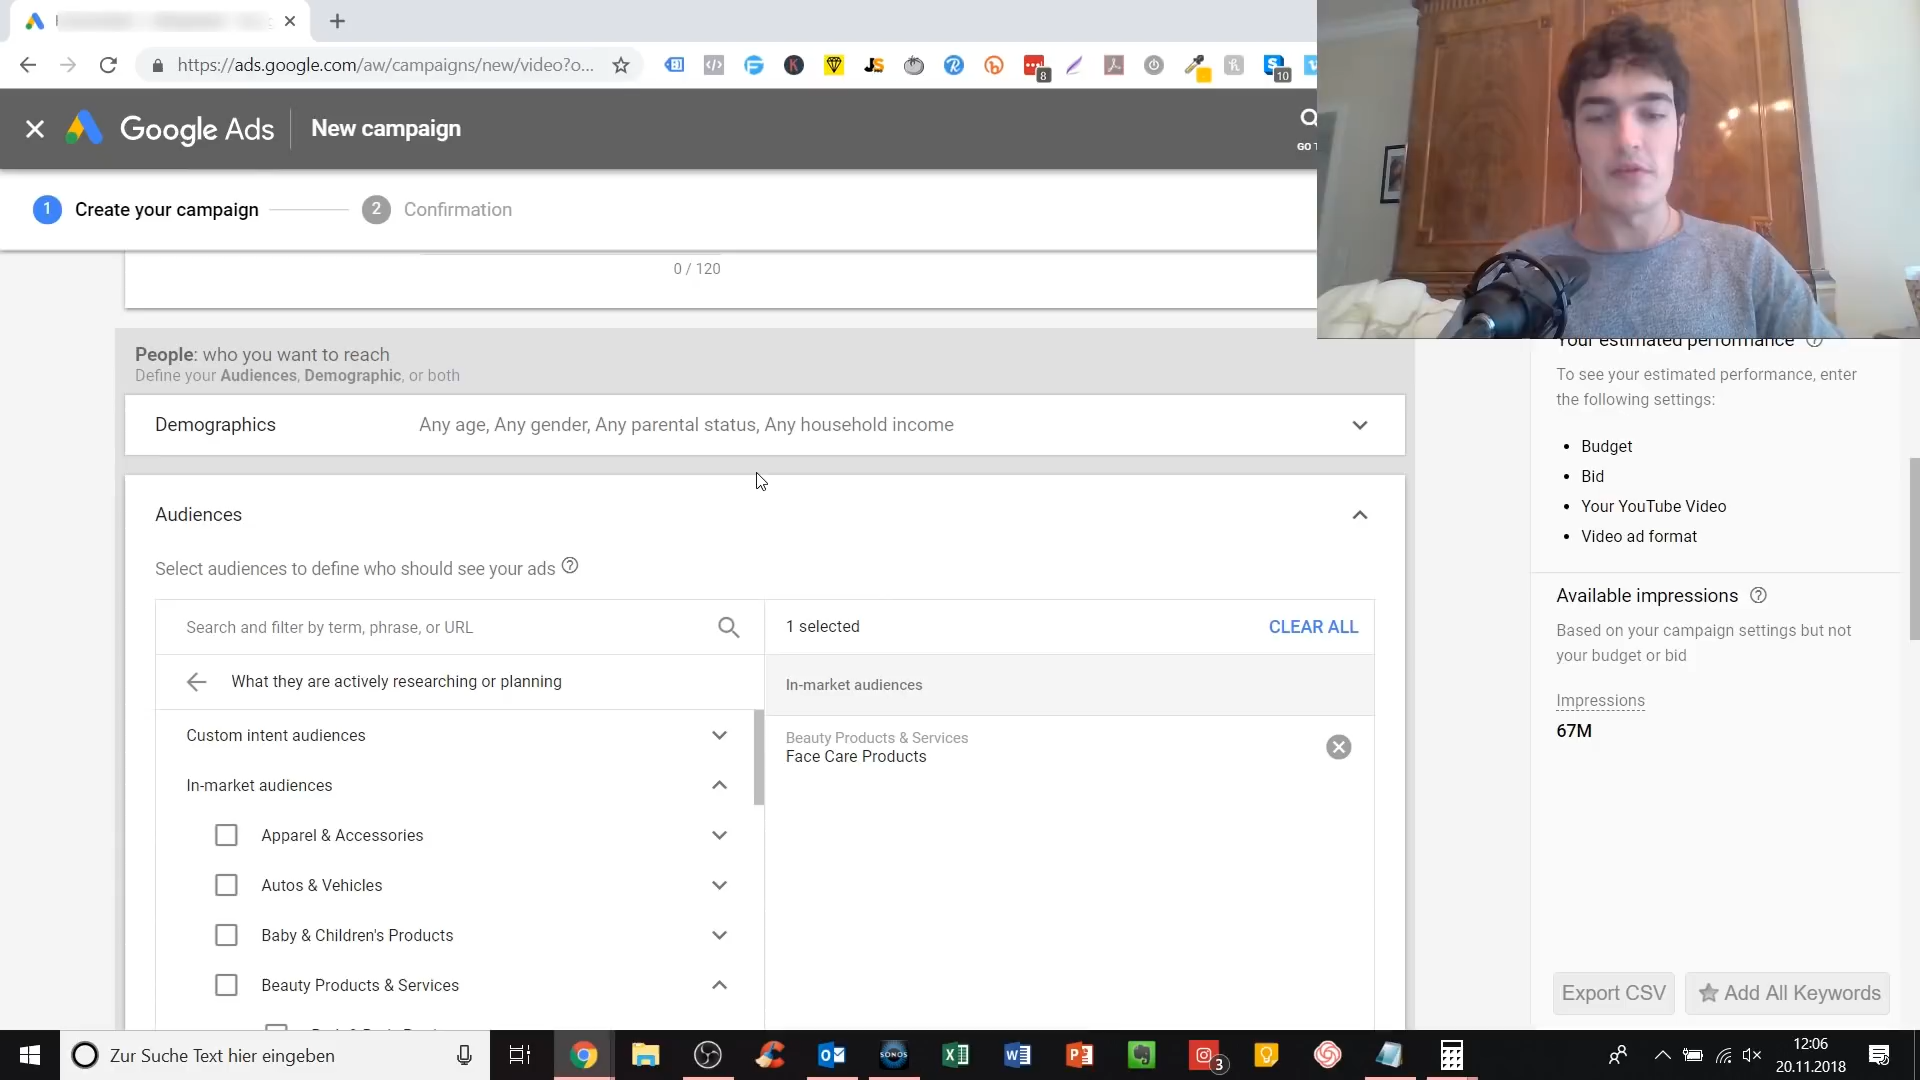 https://ads.google.com/aw/campaigns/new/video?o...
8
10
Google Ads
New campaign
1 Create your campaign
2 Confirmation
0 / 120
People: who you want to reach
Define your Audiences, Demographic, or both
Demographics
Any age, Any gender, Any parental status, Any household income
Audiences
Select audiences to define who should see your ads
Search and filter by term, phrase, or URL
1 selected
CLEAR ALL
What they are actively researching or planning
In-market audiences
Custom intent audiences
Beauty Products & Services
Face Care Products
In-market audiences
Apparel & Accessories
Autos & Vehicles
Baby & Children's Products
Beauty Products & Services
Your estimated performance
To see your estimated performance, enter
the following settings:
Budget
Bid
Your YouTube Video
Video ad format
Available impressions
Based on your campaign settings but not
your budget or bid
Impressions
67M
Export CSV
Add All Keywords
Zur Suche Text hier eingeben
SONOS
3
12:06
20.11.2018